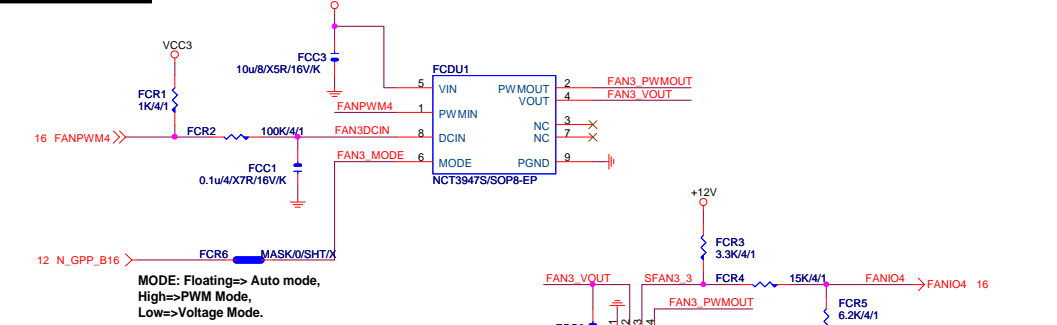 VCC3
FCC3
10u/8/X5R/16V/K
FCDU1
FCR1
1K/4/1
5 VIN
PWMOUT 2 FAN3_PWMOUT
VOUT 4 FAN3_VOUT
FANPWM4 1 PWMIN
NC 3
16 FANPWM4
FCR2 100K/4/1
FAN3DCIN 8 DCIN
NC 7
FAN3_MODE 6 MODE
PGND 9
FCC1
0.1u/4/X7R/16V/K
NCT3947S/SOP8-EP
+12V
FCR3
3.3K/4/1
12 N_GPP_B16
FCR6 MASK/0/SHT/X
MODE: Floating=> Auto mode,
High=>PWM Mode,
Low=>Voltage Mode.
FAN3_VOUT
SFAN3_3
FCR4 15K/4/1
FANIO4
FANIO4 16
FAN3_PWMOUT
FCR5
6.2K/4/1
1 2 3 4